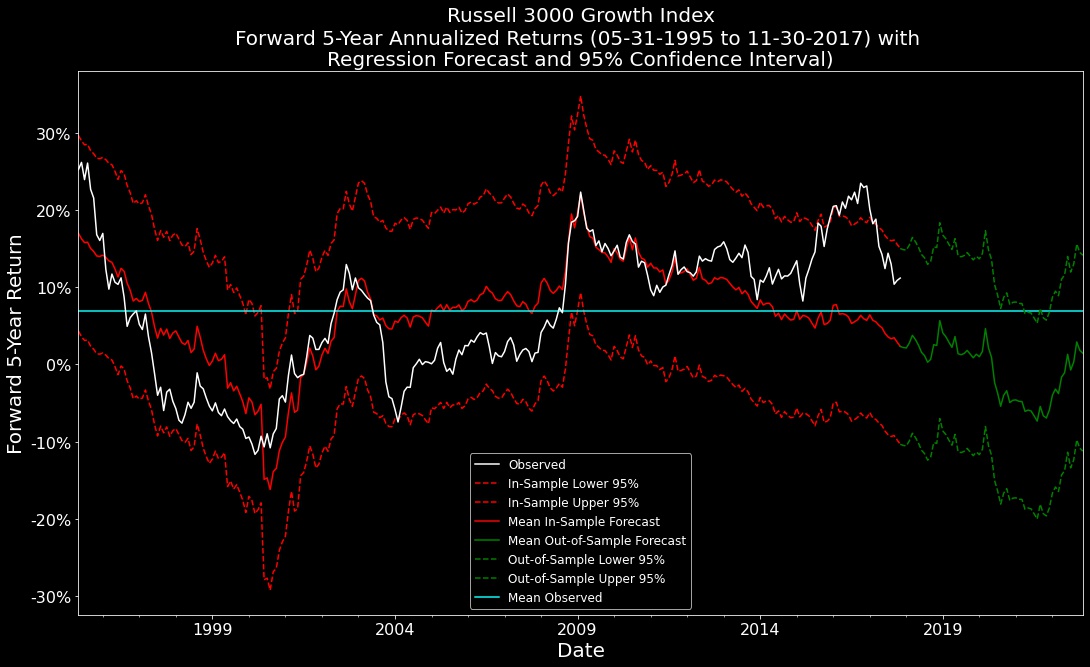 Russell 3000 Growth Index
Forward 5-Year Annualized Returns (05-31-1995 to 11-30-2017) with
Regression Forecast and 95% Confidence Interval)
Forward 5-Year Return
30%
20%
10%
0%
-10%
-20%
-30%
Observed
In-Sample Lower 95%
In-Sample Upper 95%
Mean In-Sample Forecast
Mean Out-of-Sample Forecast
Out-of-Sample Lower 95%
Out-of-Sample Upper 95%
Mean Observed
1999
2004
2009
2014
2019
Date